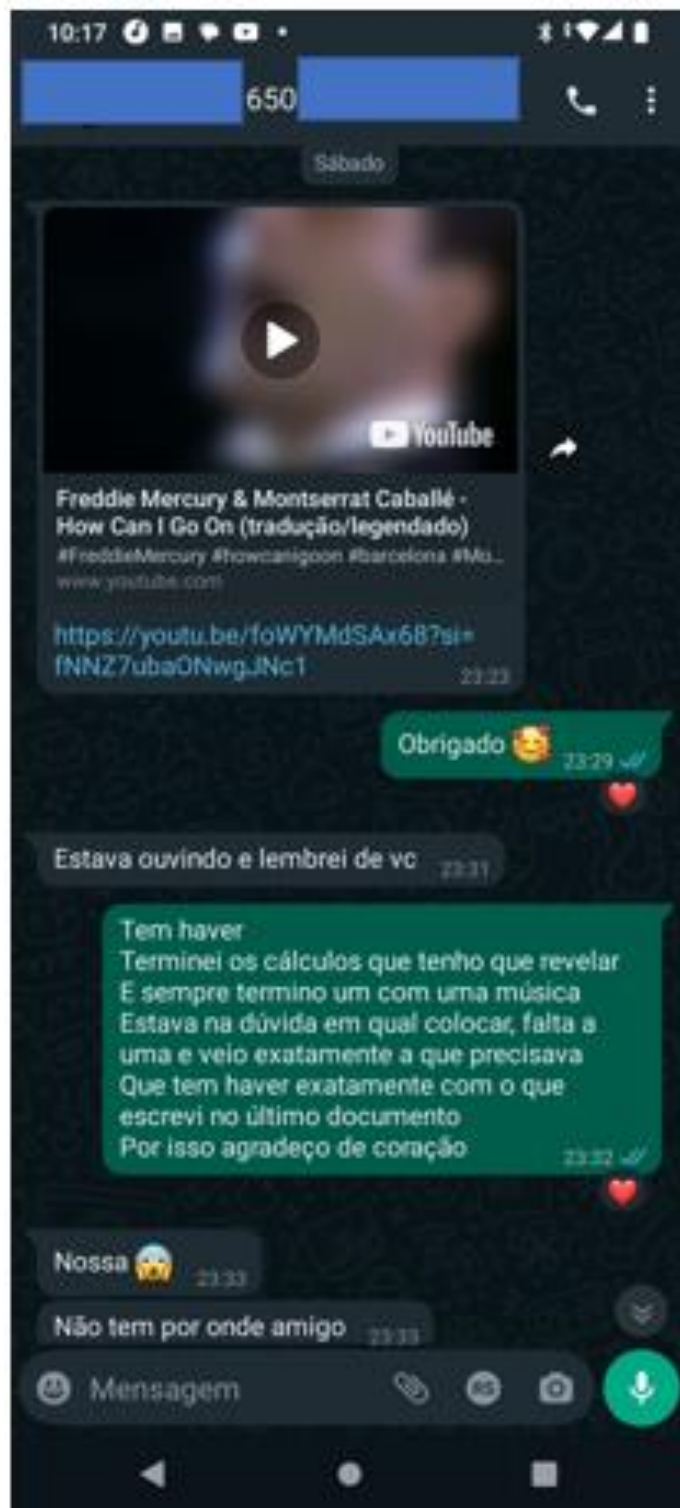 10:17
650
Sábado
YouTube
Freddie Mercury & Montserrat Caballé -
How Can I Go On (tradução/legendado)
#FreddieMercury #howcanigoon #barcelona #Mu...
www.youtube.com
https://youtu.be/foWYMdSAx68?si=
fNNZ7ubaONwgJNc1
23:23
Obrigado 🥰 23:29
Estava ouvindo e lembrei de vc 23:31
Tem haver
Terminei os cálculos que tenho que revelar
E sempre termino um com uma música
Estava na dúvida em qual colocar, falta a
uma e veio exatamente a que precisava
Que tem haver exatamente com o que
escrevi no último documento
Por isso agradeço de coração 23:32
Nossa 😱 23:33
Não tem por onde amigo 23:33
Mensagem